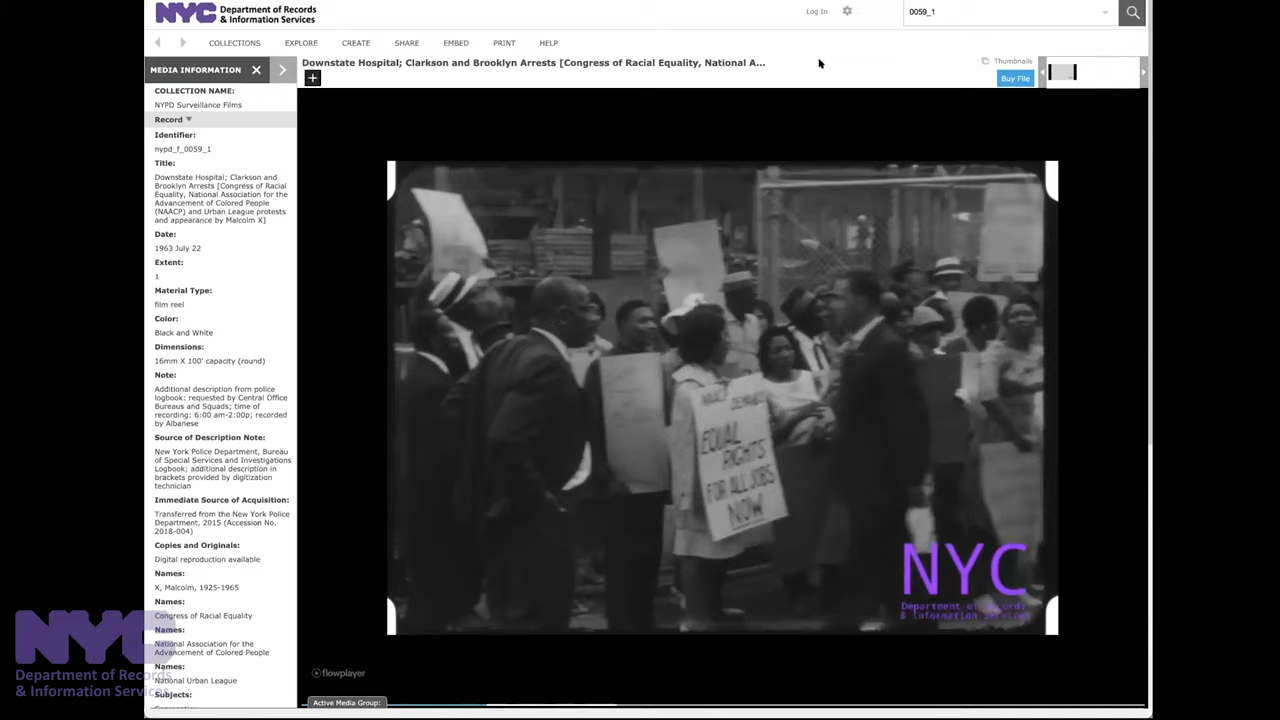 NYC Department of Records
& Information Services
Log In
0059_1
COLLECTIONS EXPLORE CREATE SHARE EMBED PRINT HELP
MEDIA INFORMATION
Downstate Hospital; Clarkson and Brooklyn Arrests [Congress of Racial Equality, National A...
Thumbnails
Buy File
COLLECTION NAME:
NYPD Surveillance Films
Record
Identifier:
nypd_f_0059_1
Title:
Downstate Hospital; Clarkson and
Brooklyn Arrests [Congress of Racial
Equality, National Association for the
Advancement of Colored People
(NAACP) and Urban League protests
and appearance by Malcolm X]
Date:
1963 July 22
Extent:
1
Material Type:
film reel
Color:
Black and White
Dimensions:
16mm X 100' capacity (round)
Note:
Additional description from police
logbook: requested by Central Office
Bureaus and Squads; time of
recording: 6:00 am-2:00p; recorded
by Albanese
Source of Description Note:
New York Police Department, Bureau
of Special Services and Investigations
Logbook; additional description in
brackets provided by digitization
technician
Immediate Source of Acquisition:
Transferred from the New York Police
Department, 2015 (Accession No.
2018-004)
Copies and Originals:
Digital reproduction available
Names:
X, Malcolm, 1925-1965
Names:
Congress of Racial Equality
Names:
National Association for the
Advancement of Colored People
Names:
National Urban League
Subjects:
NAACP DEMANDS
EQUAL
RIGHTS
FOR ALL JOBS
NOW
NYC
Department of Records
& Information Services
flowplayer
Active Media Group:
NYC
Department of Records
& Information Services